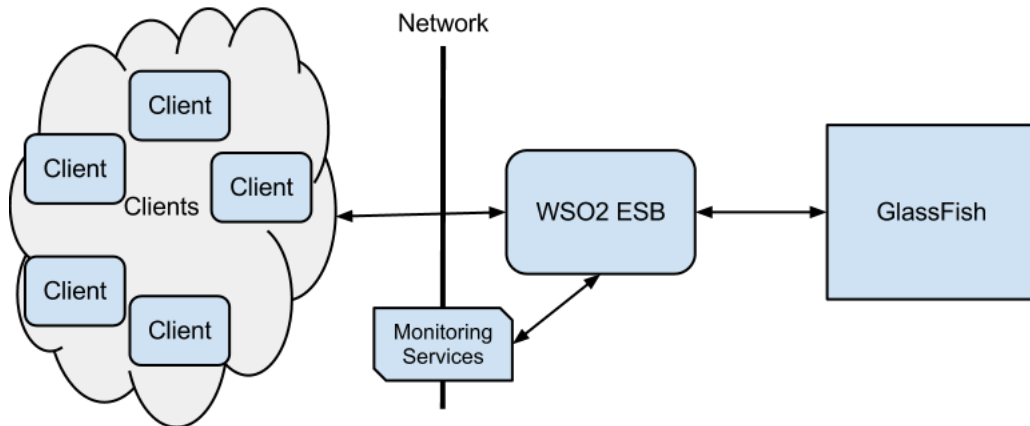 Network
Client
Client
Client
Clients
Client
Client
WSO2 ESB
GlassFish
Monitoring
Services